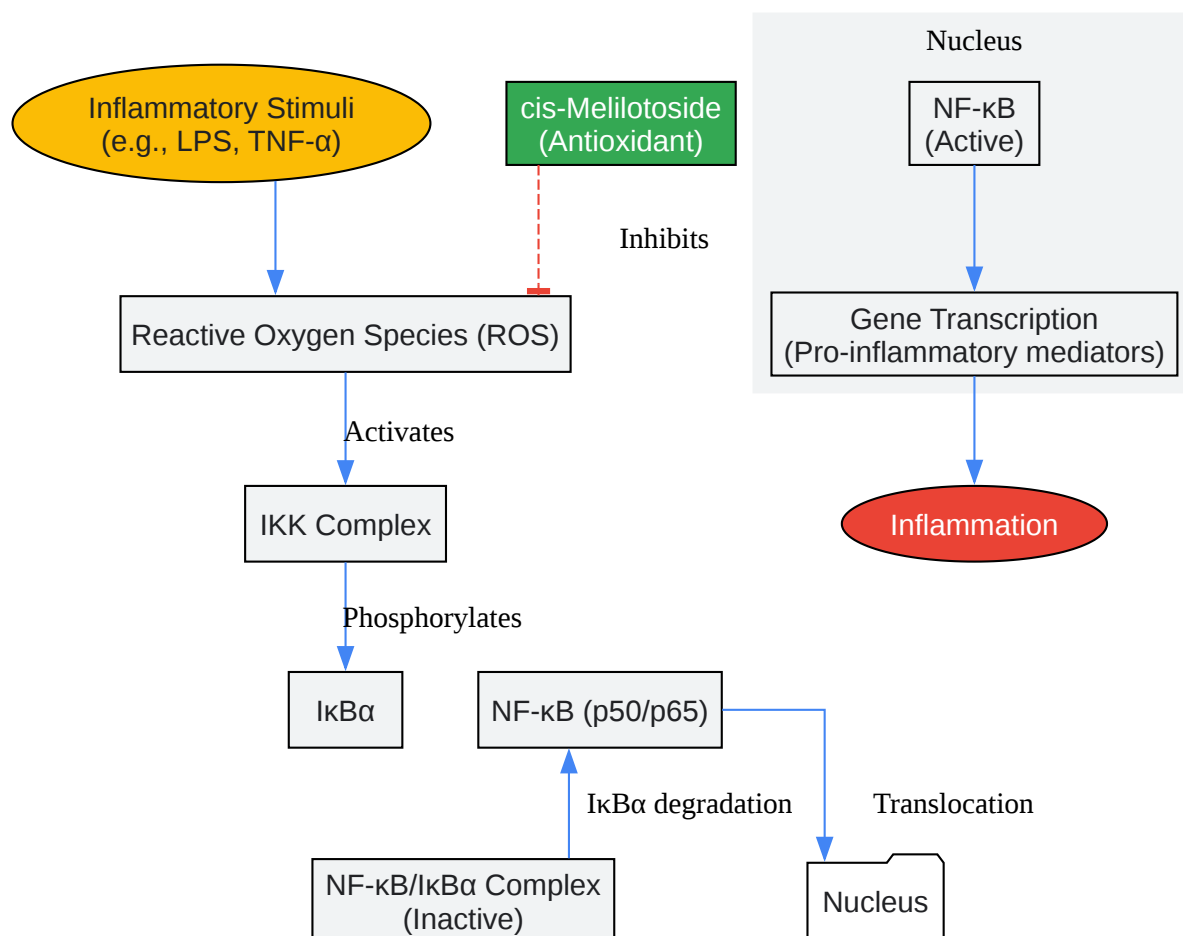 Nucleus
Inflammatory Stimuli
(e.g., LPS, TNF-α)
cis-Melilotoside
(Antioxidant)
NF-κB
(Active)
Inhibits
Reactive Oxygen Species (ROS)
Gene Transcription
(Pro-inflammatory mediators)
Activates
IKK Complex
Inflammation
Phosphorylates
IκBα
NF-κB (p50/p65)
IκBα degradation
Translocation
NF-κB/IκBα Complex
(Inactive)
Nucleus